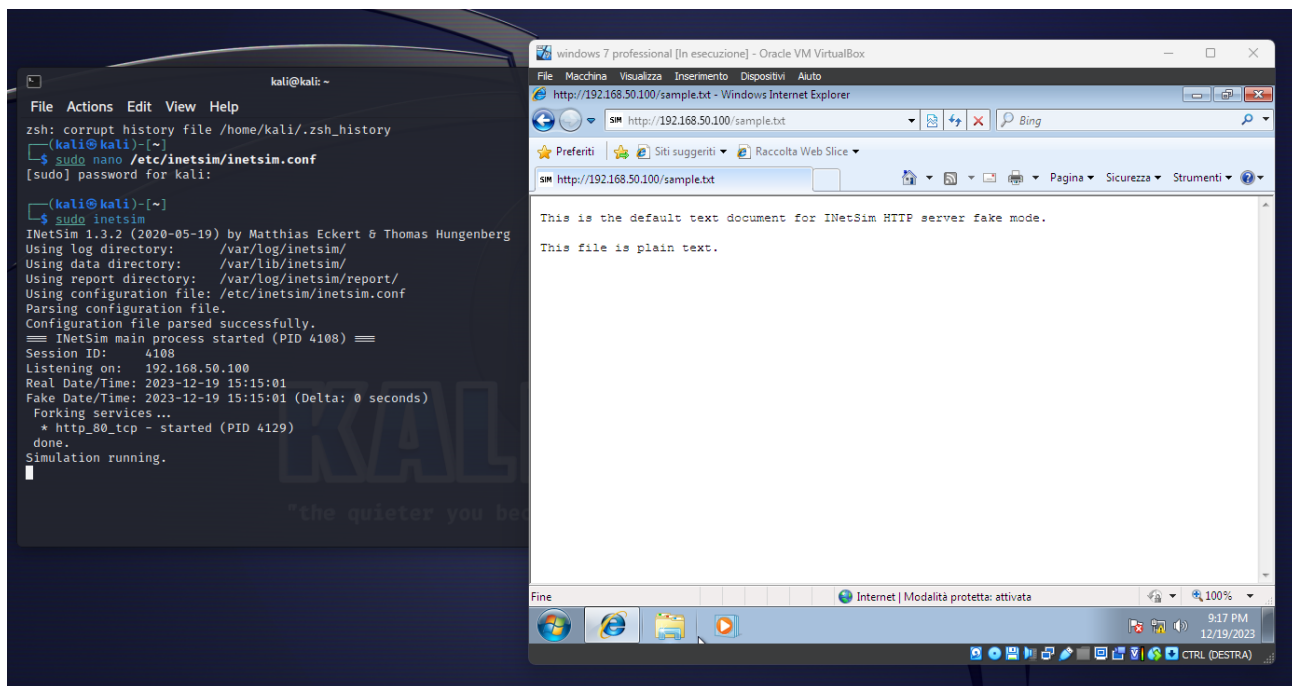 kali@kali: ~
File Actions Edit View Help
zsh: corrupt history file /home/kali/.zsh_history
┌──(kali㉿kali)-[~]
└─$ sudo nano /etc/inetsim/inetsim.conf
[sudo] password for kali:
┌──(kali㉿kali)-[~]
└─$ sudo inetsim
INetSim 1.3.2 (2020-05-19) by Matthias Eckert & Thomas Hungenberg
Using log directory: /var/log/inetsim/
Using data directory: /var/lib/inetsim/
Using report directory: /var/log/inetsim/report/
Using configuration file: /etc/inetsim/inetsim.conf
Parsing configuration file.
Configuration file parsed successfully.
=== INetSim main process started (PID 4108) ===
Session ID: 4108
Listening on: 192.168.50.100
Real Date/Time: 2023-12-19 15:15:01
Fake Date/Time: 2023-12-19 15:15:01 (Delta: 0 seconds)
Forking services ...
* http_80_tcp - started (PID 4129)
done.
Simulation running.
KALI
"the quieter you bec
windows 7 professional [In esecuzione] - Oracle VM VirtualBox
File Macchina Visualizza Inserimento Dispositivi Aiuto
http://192.168.50.100/sample.txt - Windows Internet Explorer
SIM http://192.168.50.100/sample.txt
Bing
Preferiti Siti suggeriti Raccolta Web Slice
SIM http://192.168.50.100/sample.txt
Pagina Sicurezza Strumenti
This is the default text document for INetSim HTTP server fake mode.
This file is plain text.
Fine
Internet | Modalità protetta: attivata
100%
9:17 PM
12/19/2023
CTRL (DESTRA)